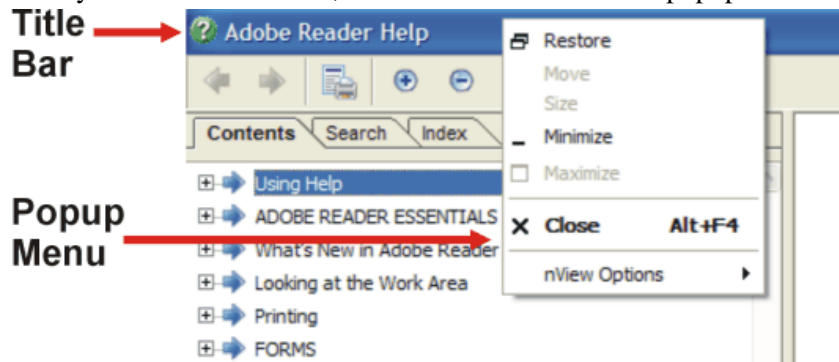 Title
Bar
Adobe Reader Help
Restore
Move
Size
Minimize
Maximize
Close Alt+F4
nView Options
Contents Search Index
Using Help
ADOBE READER ESSENTIALS
What's New in Adobe Reader
Looking at the Work Area
Printing
FORMS
Popup
Menu